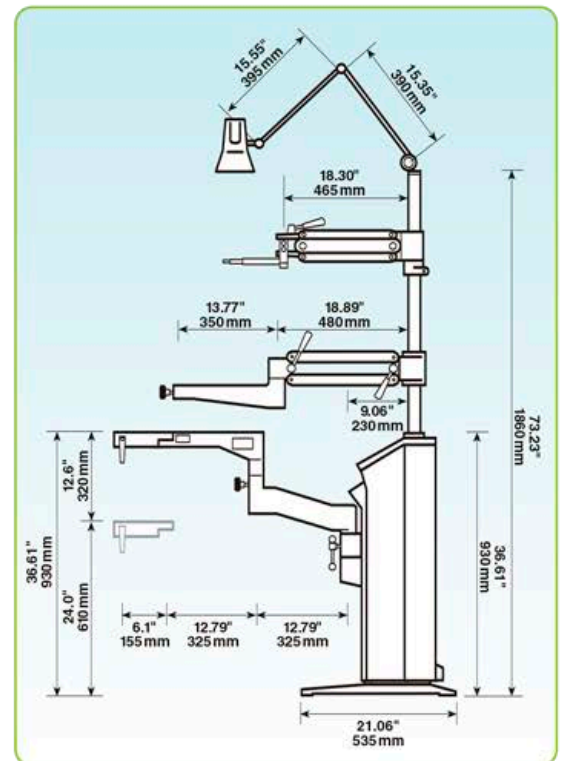 15.55"
395 mm
15.35"
390 mm
18.30"
465 mm
13.77"
350 mm
18.89"
480 mm
9.06"
230 mm
73.23"
1860 mm
12.6"
320 mm
36.61"
930 mm
24.0"
610 mm
36.61"
930 mm
6.1"
155 mm
12.79"
325 mm
12.79"
325 mm
21.06"
535 mm